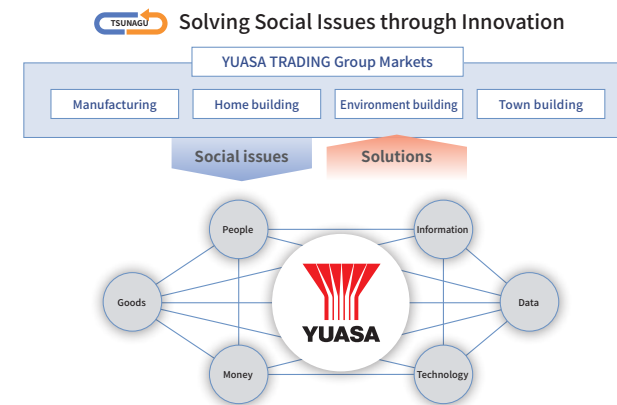 TSUNAGU
Solving Social Issues through Innovation
YUASA TRADING Group Markets
Manufacturing
Home building
Environment building
Town building
Social issues
Solutions
People
Information
Goods
YUASA
Data
Money
Technology